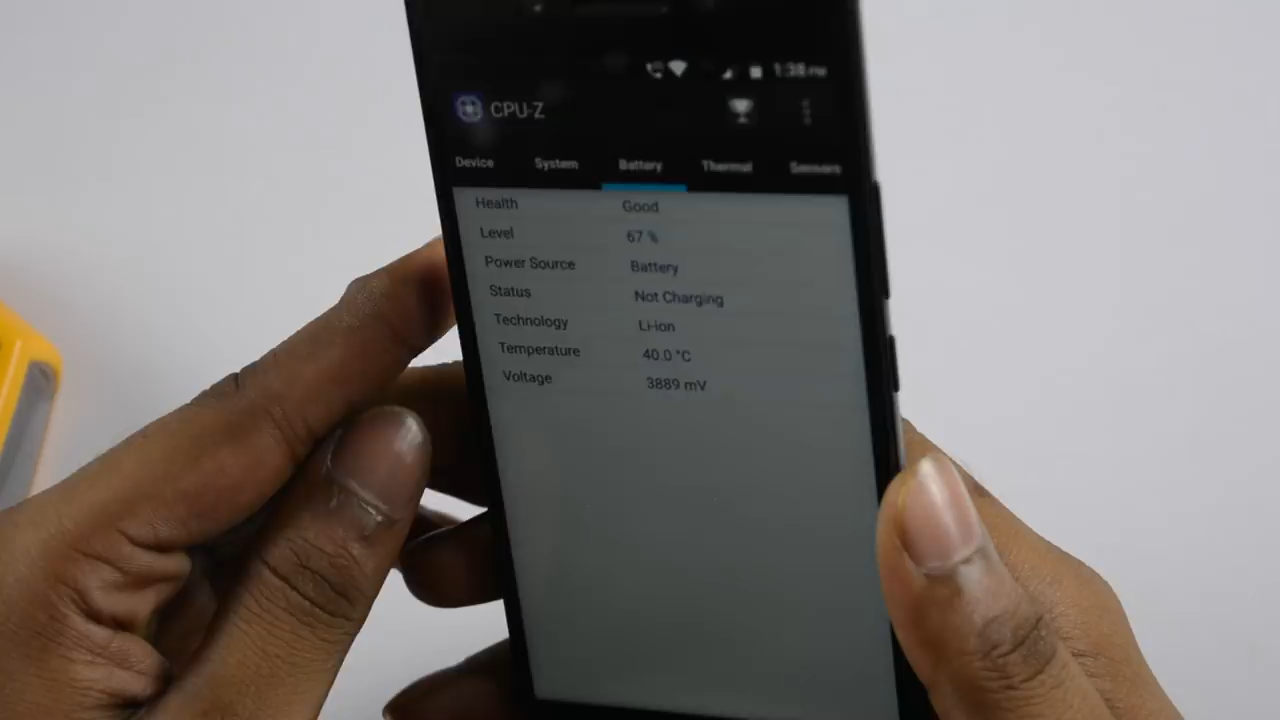 1:38 PM
CPU-Z
Device System Battery Thermal Sensors
Health Good
Level 67 %
Power Source Battery
Status Not Charging
Technology Li-ion
Temperature 40.0 °C
Voltage 3889 mV